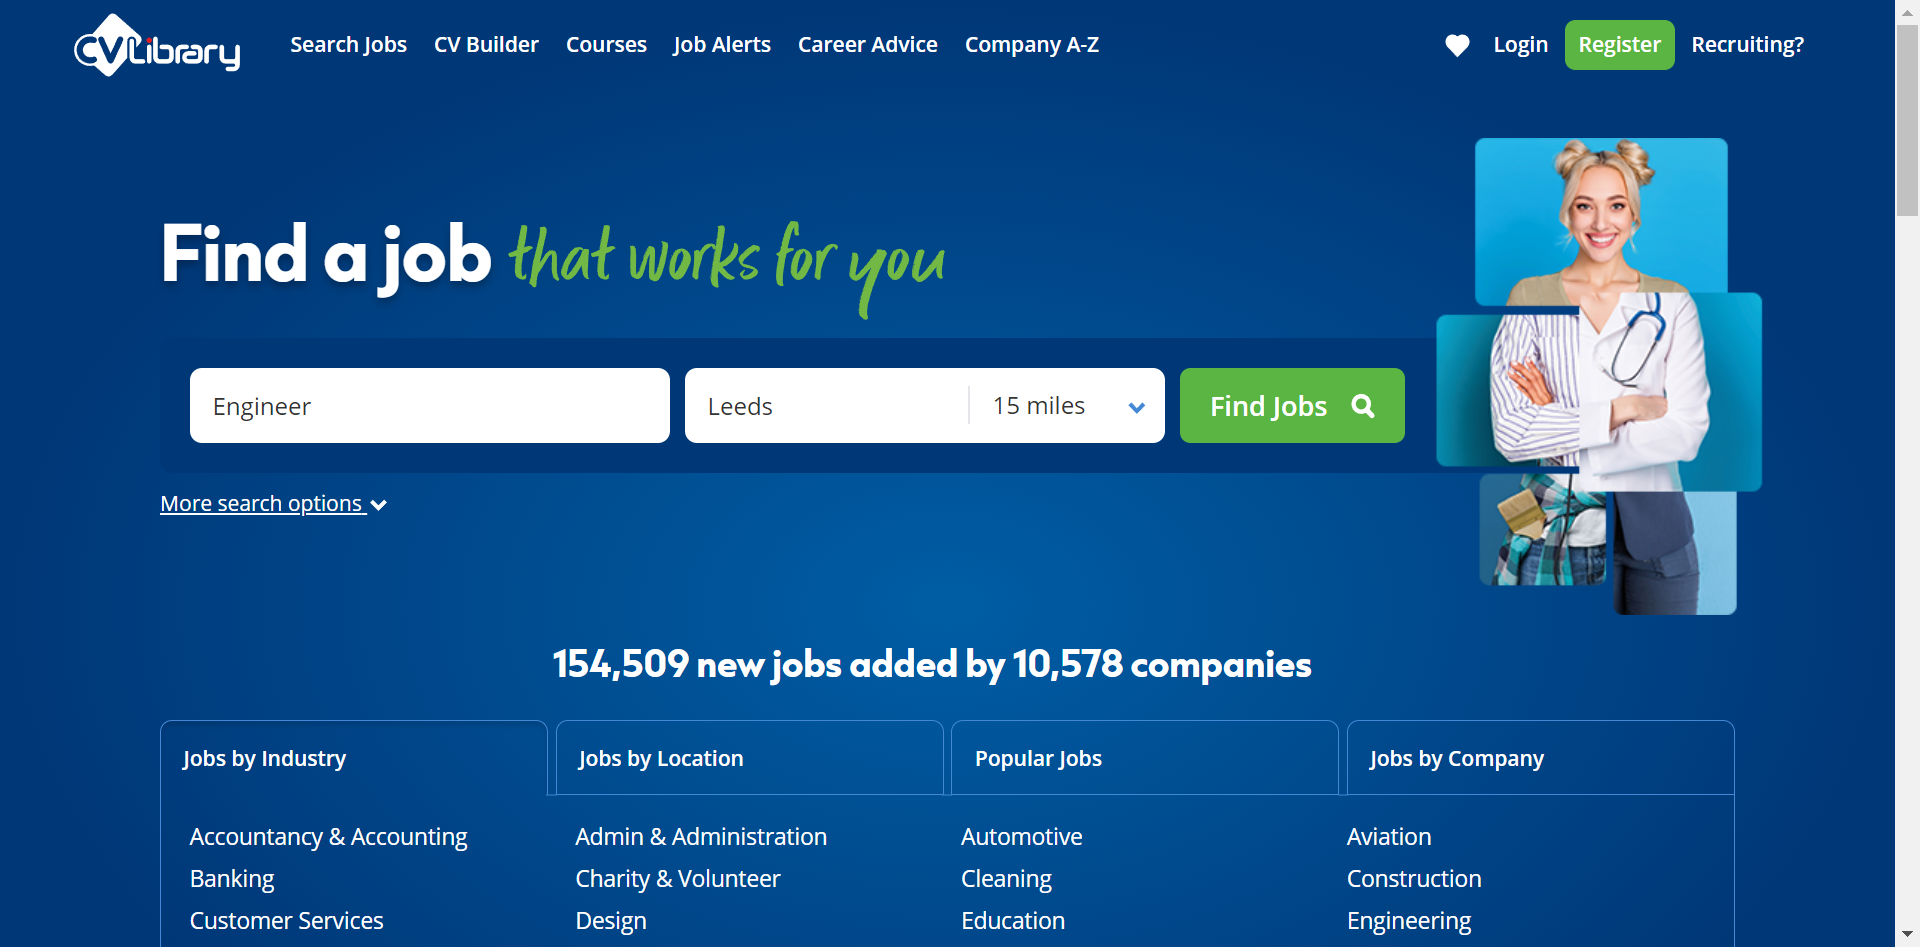 CVLibrary
Search Jobs CV Builder Courses Job Alerts Career Advice Company A-Z
Login Register Recruiting?
Find a job that works for you
Engineer Leeds 15 miles Find Jobs
More search options
154,509 new jobs added by 10,578 companies
Jobs by Industry Jobs by Location Popular Jobs Jobs by Company
Accountancy & Accounting Admin & Administration Automotive Aviation
Banking Charity & Volunteer Cleaning Construction
Customer Services Design Education Engineering